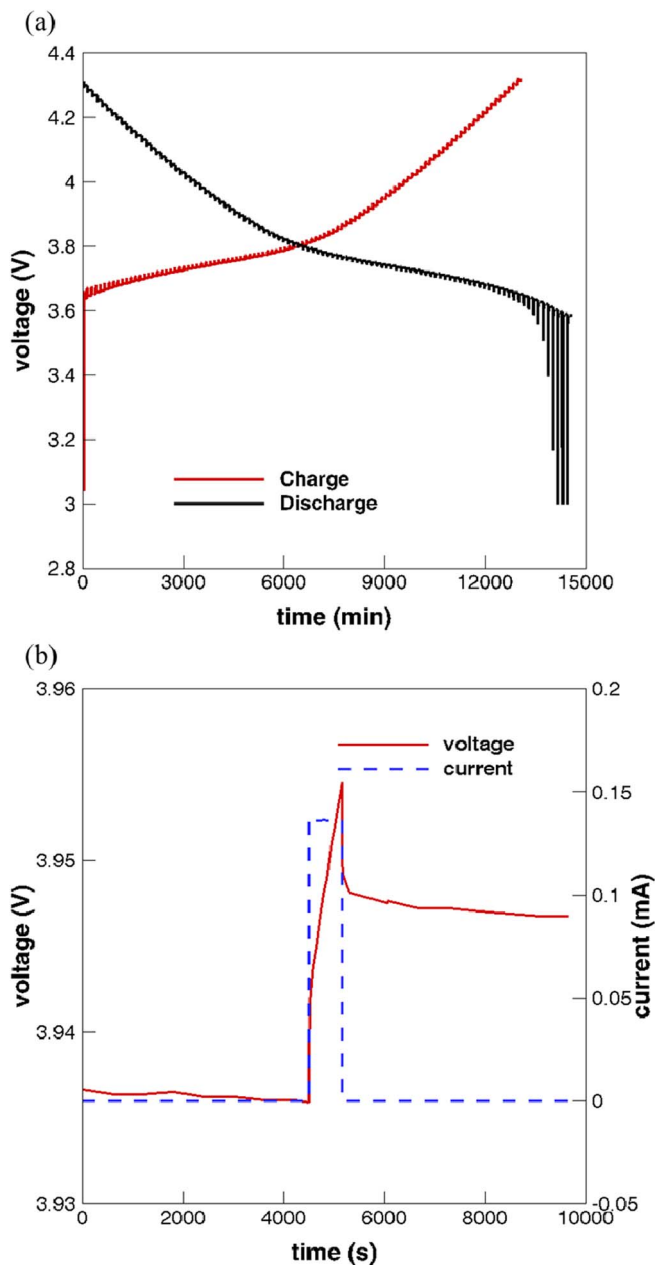 (a)
4.4
4.2
4
3.8
3.6
3.4
3.2
3
2.8
voltage (V)
Charge
Discharge
0 3000 6000 9000 12000 15000
time (min)
(b)
3.96
3.95
3.94
3.93
voltage (V)
voltage
current
0.2
0.15
0.1
0.05
0
-0.05
current (mA)
0 2000 4000 6000 8000 10000
time (s)